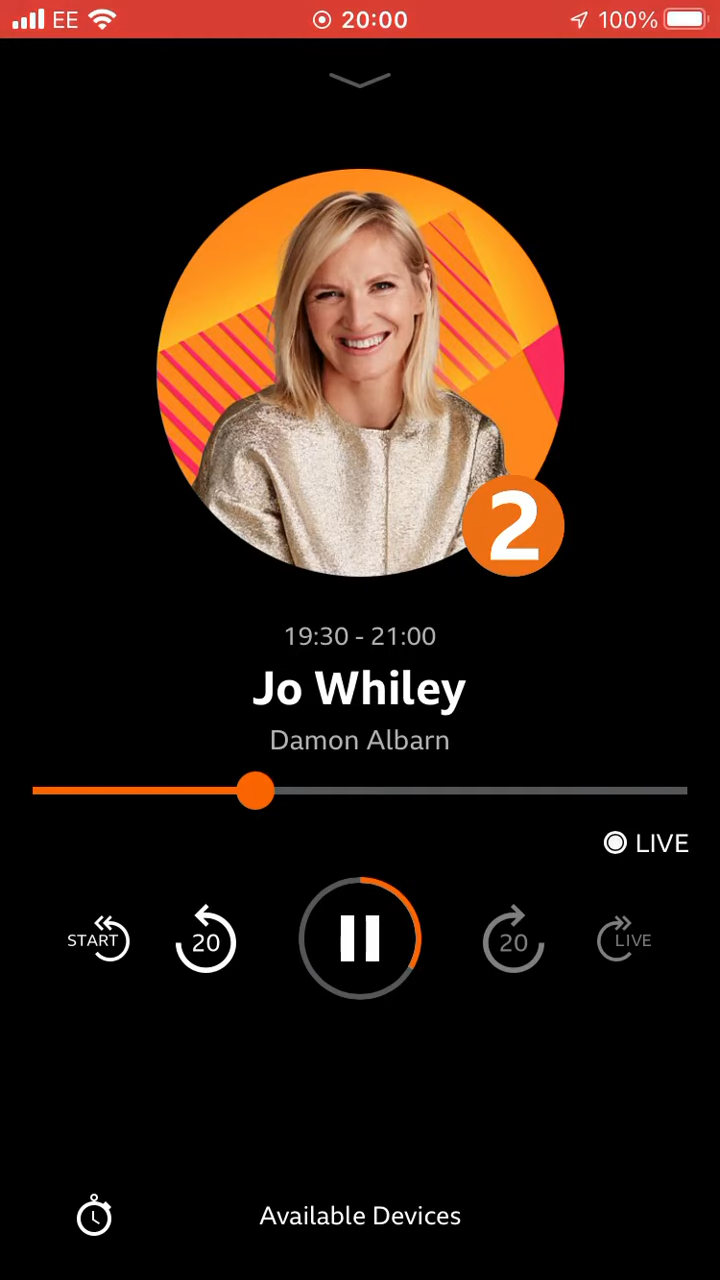 EE 20:00 100%
2
19:30 - 21:00
Jo Whiley
Damon Albarn
LIVE
START 20 20 LIVE
Available Devices